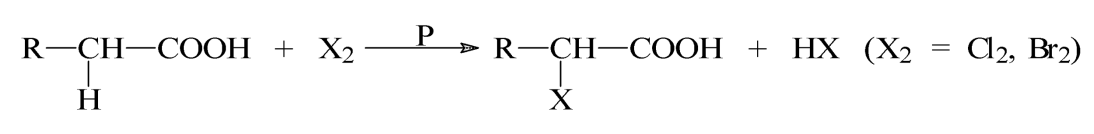 R—CH—COOH + X₂ —P→ R—CH—COOH + HX (X₂ = Cl₂, Br₂)
H X